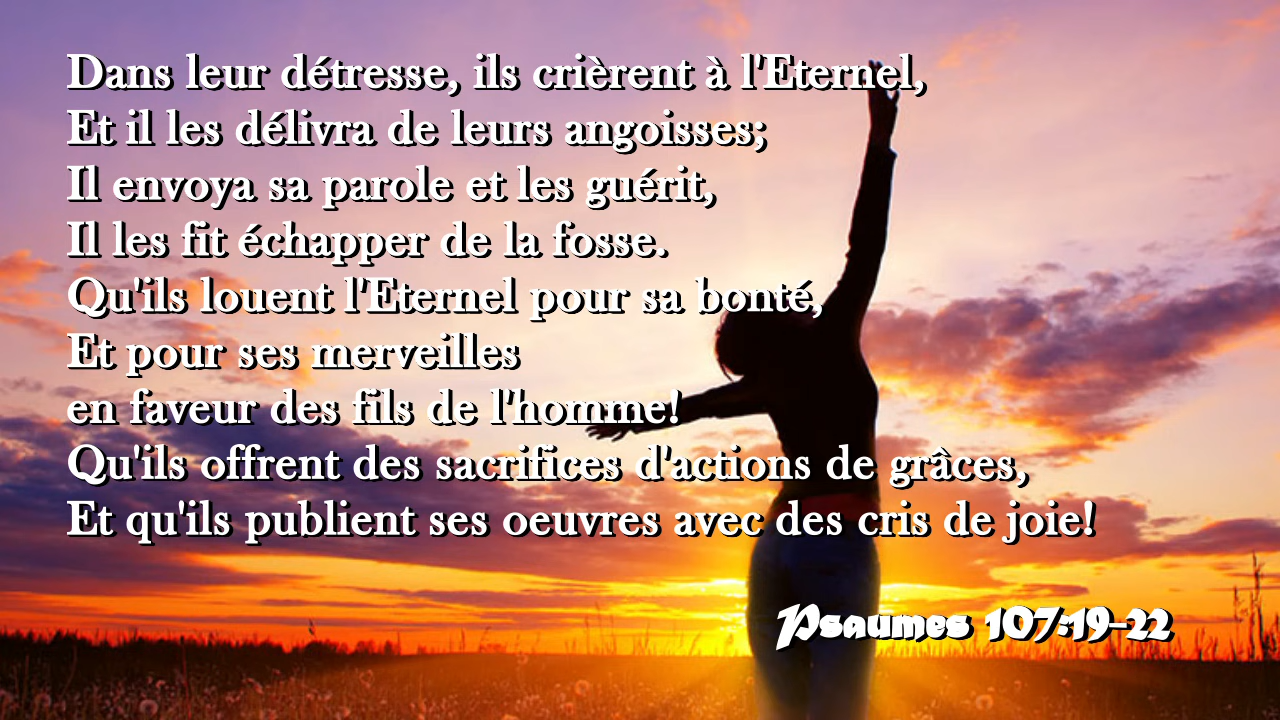 Dans leur détresse, ils crièrent à l'Eternel,
Et il les délivra de leurs angoisses;
Il envoya sa parole et les guérit,
Il les fit échapper de la fosse.
Qu'ils louent l'Eternel pour sa bonté,
Et pour ses merveilles
en faveur des fils de l'homme!
Qu'ils offrent des sacrifices d'actions de grâces,
Et qu'ils publient ses oeuvres avec des cris de joie!
Psaumes 107:19-22